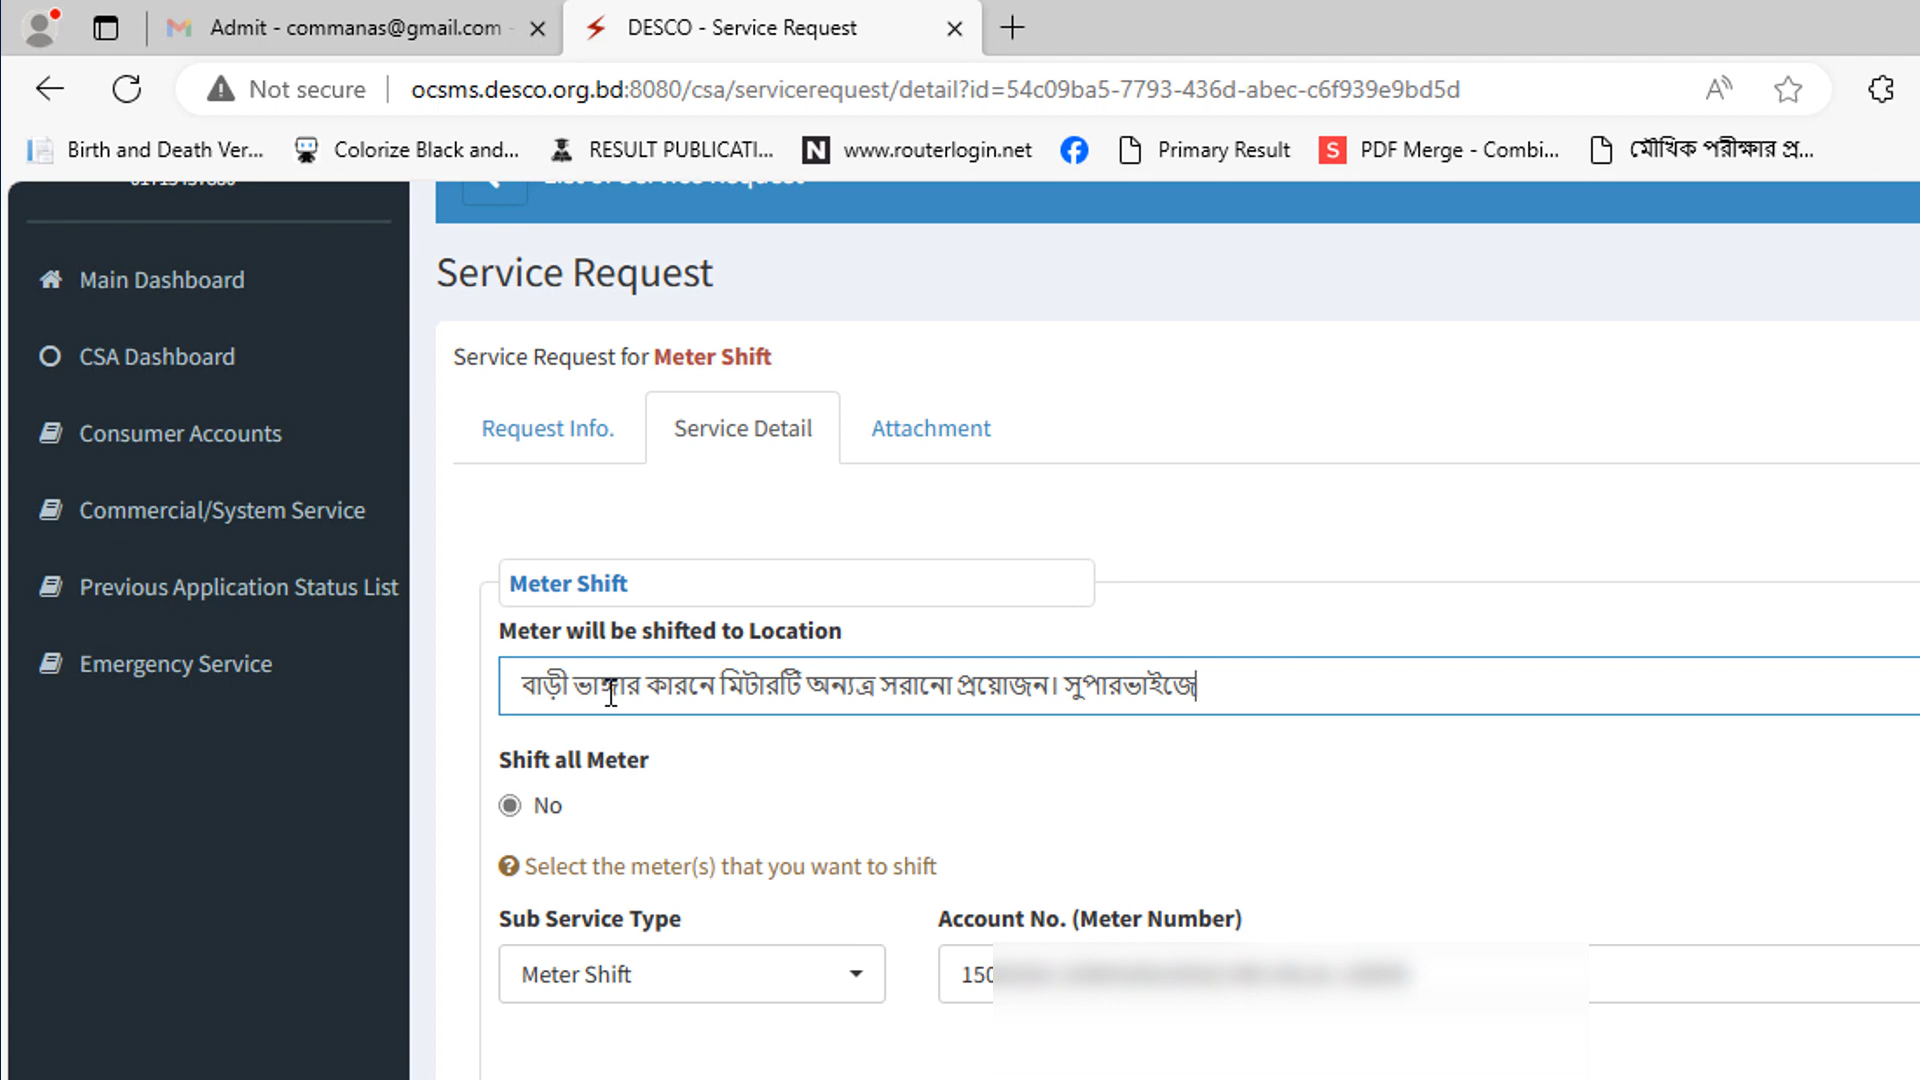 Admit - commanas@gmail.com -
DESCO - Service Request
Not secure
ocsms.desco.org.bd:8080/csa/servicerequest/detail?id=54c09ba5-7793-436d-abec-c6f939e9bd5d
Birth and Death Ver...
Colorize Black and...
RESULT PUBLICATI...
N www.routerlogin.net
Primary Result
S PDF Merge - Combi...
মৌখিক পরীক্ষার প্র...
Main Dashboard
CSA Dashboard
Consumer Accounts
Commercial/System Service
Previous Application Status List
Emergency Service
List of Service Request
Service Request
Service Request for Meter Shift
Request Info.
Service Detail
Attachment
Meter Shift
Meter will be shifted to Location
বাড়ী ভাঙ্গার কারনে মিটারটি অন্যত্র সরানো প্রয়োজন। সুপারভাইজে
Shift all Meter
No
Select the meter(s) that you want to shift
Sub Service Type
Account No. (Meter Number)
Meter Shift
150